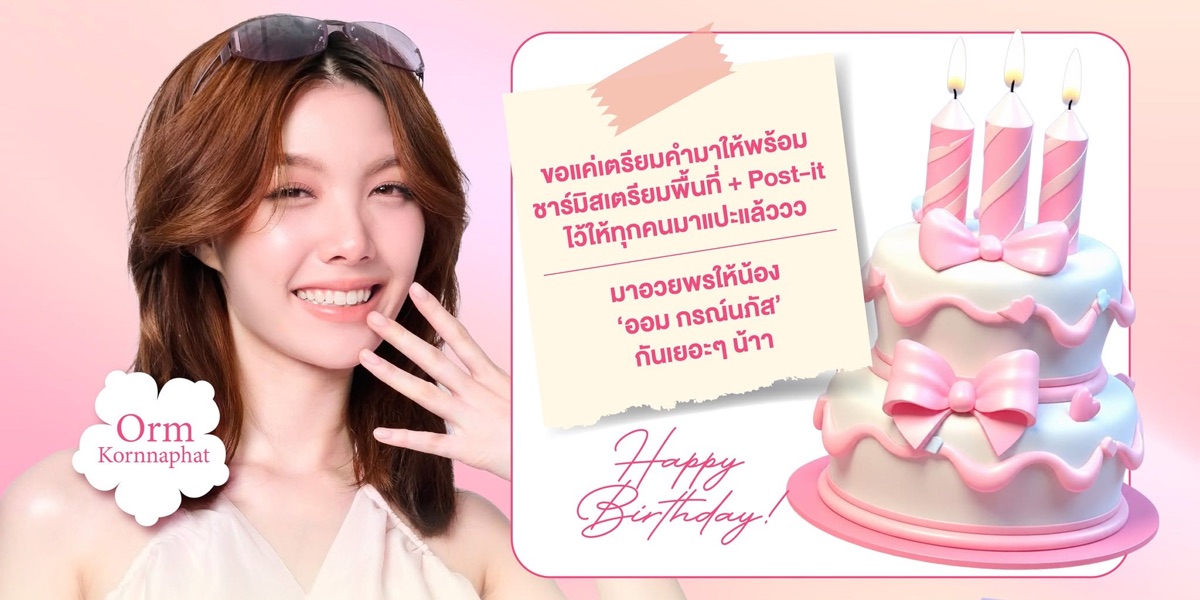 Orm
Kornnaphat
ขอแค่เตรียมคำมาให้พร้อม
ชาร์มิสเตรียมพื้นที่ + Post-it
ไว้ให้ทุกคนมาแปะแล้ววว
มาอวยพรให้น้อง
‘ออม กรณ์นภัส’
กันเยอะๆ น้าา
Happy
Birthday!